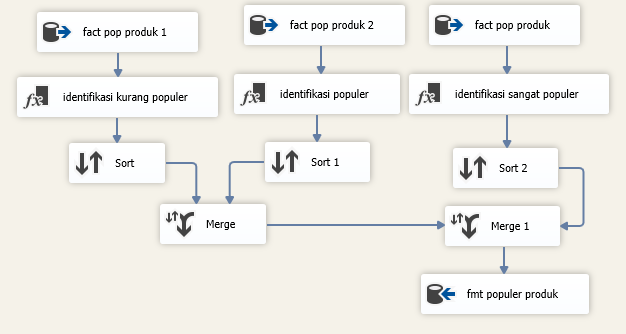 fact pop produk 1
fact pop produk 2
fact pop produk
identifikasi kurang populer
identifikasi populer
identifikasi sangat populer
Sort
Sort 1
Sort 2
Merge
Merge 1
fmt populer produk